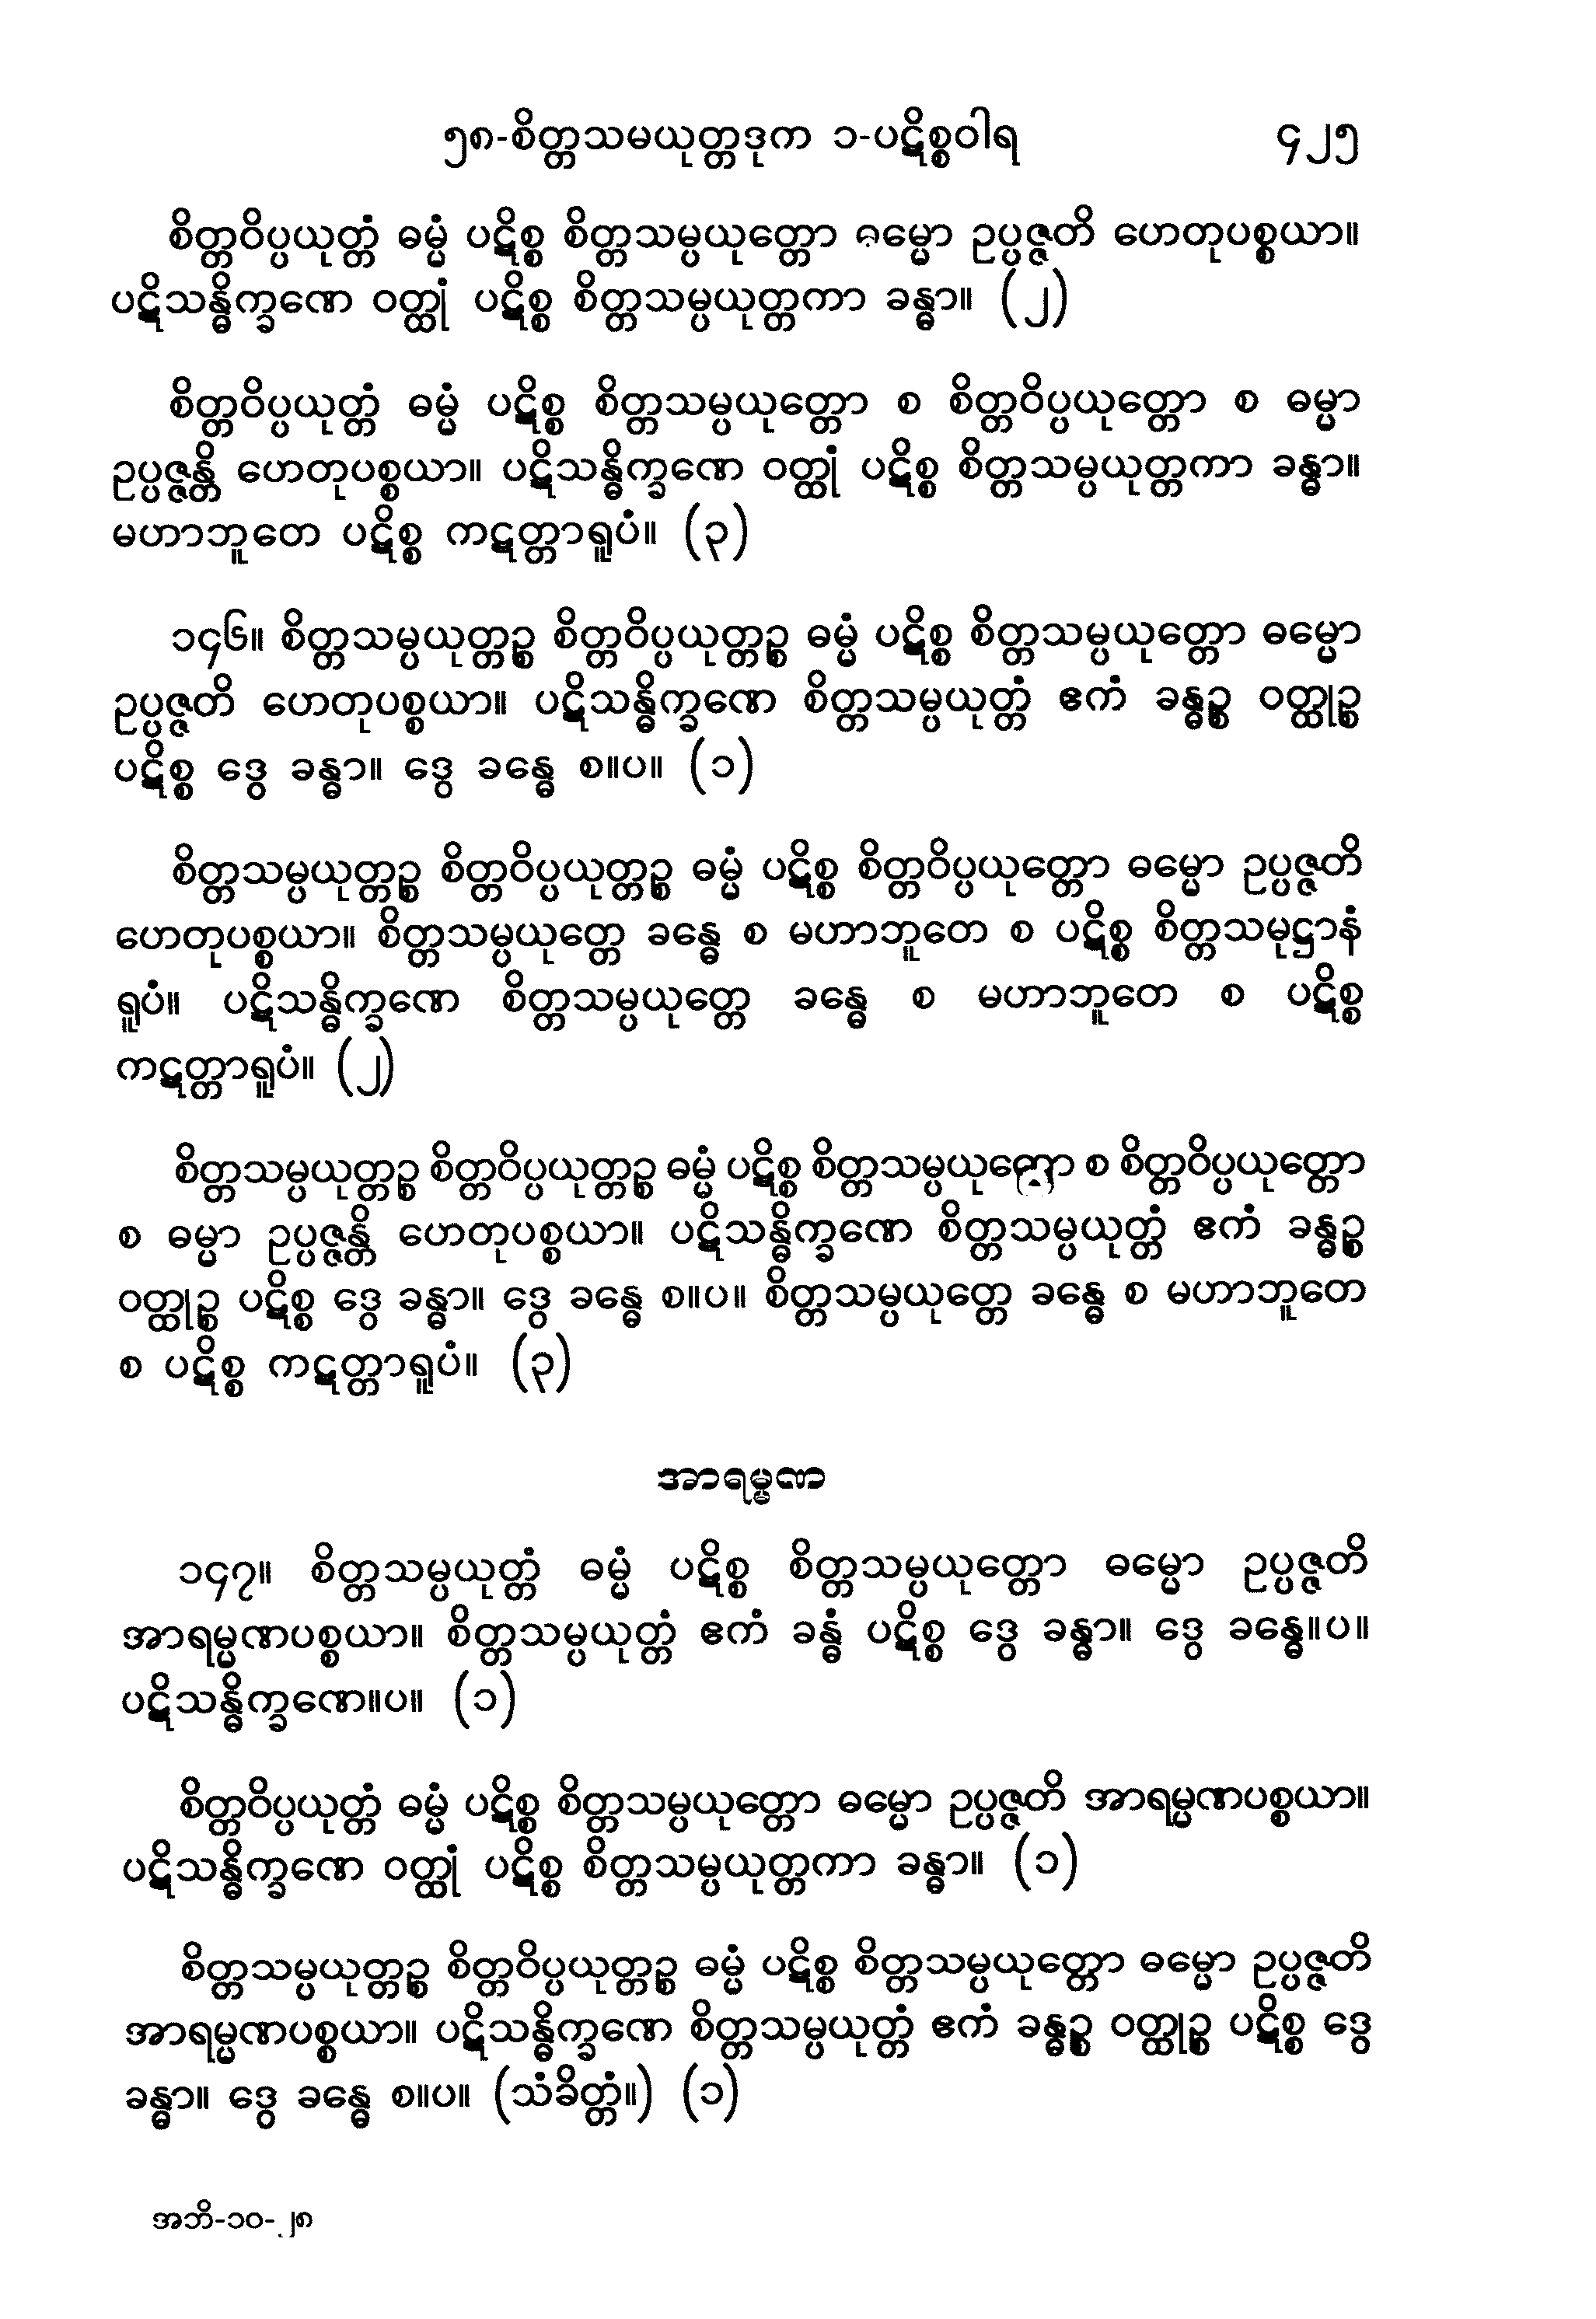 ၅၈-စိတ္တသမယုတ္တဒုက ၁-ပဋိစ္စဝါရ ၄၂၅
စိတ္တဝိပ္ပယုတ္တံ ဓမ္မံ ပဋိစ္စ စိတ္တသမ္ပယုတ္တော ဓမ္မော ဥပ္ပဇ္ဇတိ ဟေတုပစ္စယာ။
ပဋိသန္ဓိက္ခဏေ ဝတ္ထုံ ပဋိစ္စ စိတ္တသမ္ပယုတ္တကာ ခန္ဓာ။ (၂)
စိတ္တဝိပ္ပယုတ္တံ ဓမ္မံ ပဋိစ္စ စိတ္တသမ္ပယုတ္တော စ စိတ္တဝိပ္ပယုတ္တော စ ဓမ္မာ
ဥပ္ပဇ္ဇန္တိ ဟေတုပစ္စယာ။ ပဋိသန္ဓိက္ခဏေ ဝတ္ထုံ ပဋိစ္စ စိတ္တသမ္ပယုတ္တကာ ခန္ဓာ။
မဟာဘူတေ ပဋိစ္စ ကဋတ္တာရူပံ။ (၃)
၁၄၆။ စိတ္တသမ္ပယုတ္တဉ္စ စိတ္တဝိပ္ပယုတ္တဉ္စ ဓမ္မံ ပဋိစ္စ စိတ္တသမ္ပယုတ္တော ဓမ္မော
ဥပ္ပဇ္ဇတိ ဟေတုပစ္စယာ။ ပဋိသန္ဓိက္ခဏေ စိတ္တသမ္ပယုတ္တံ ဧကံ ခန္ဓဉ္စ ဝတ္ထုဉ္စ
ပဋိစ္စ ဒွေ ခန္ဓာ။ ဒွေ ခန္ဓေ စ။ပ။ (၁)
စိတ္တသမ္ပယုတ္တဉ္စ စိတ္တဝိပ္ပယုတ္တဉ္စ ဓမ္မံ ပဋိစ္စ စိတ္တဝိပ္ပယုတ္တော ဓမ္မော ဥပ္ပဇ္ဇတိ
ဟေတုပစ္စယာ။ စိတ္တသမ္ပယုတ္တေ ခန္ဓေ စ မဟာဘူတေ စ ပဋိစ္စ စိတ္တသမုဋ္ဌာနံ
ရူပံ။ ပဋိသန္ဓိက္ခဏေ စိတ္တသမ္ပယုတ္တေ ခန္ဓေ စ မဟာဘူတေ စ ပဋိစ္စ
ကဋတ္တာရူပံ။ (၂)
စိတ္တသမ္ပယုတ္တဉ္စ စိတ္တဝိပ္ပယုတ္တဉ္စ ဓမ္မံ ပဋိစ္စ စိတ္တသမ္ပယုတ္တော စ စိတ္တဝိပ္ပယုတ္တော
စ ဓမ္မာ ဥပ္ပဇ္ဇန္တိ ဟေတုပစ္စယာ။ ပဋိသန္ဓိက္ခဏေ စိတ္တသမ္ပယုတ္တံ ဧကံ ခန္ဓဉ္စ
ဝတ္ထုဉ္စ ပဋိစ္စ ဒွေ ခန္ဓာ။ ဒွေ ခန္ဓေ စ။ပ။ စိတ္တသမ္ပယုတ္တေ ခန္ဓေ စ မဟာဘူတေ
စ ပဋိစ္စ ကဋတ္တာရူပံ။ (၃)
အာရမ္မဏ
၁၄၇။ စိတ္တသမ္ပယုတ္တံ ဓမ္မံ ပဋိစ္စ စိတ္တသမ္ပယုတ္တော ဓမ္မော ဥပ္ပဇ္ဇတိ
အာရမ္မဏပစ္စယာ။ စိတ္တသမ္ပယုတ္တံ ဧကံ ခန္ဓံ ပဋိစ္စ ဒွေ ခန္ဓာ။ ဒွေ ခန္ဓေ။ပ။
ပဋိသန္ဓိက္ခဏေ။ပ။ (၁)
စိတ္တဝိပ္ပယုတ္တံ ဓမ္မံ ပဋိစ္စ စိတ္တသမ္ပယုတ္တော ဓမ္မော ဥပ္ပဇ္ဇတိ အာရမ္မဏပစ္စယာ။
ပဋိသန္ဓိက္ခဏေ ဝတ္ထုံ ပဋိစ္စ စိတ္တသမ္ပယုတ္တကာ ခန္ဓာ။ (၁)
စိတ္တသမ္ပယုတ္တဉ္စ စိတ္တဝိပ္ပယုတ္တဉ္စ ဓမ္မံ ပဋိစ္စ စိတ္တသမ္ပယုတ္တော ဓမ္မော ဥပ္ပဇ္ဇတိ
အာရမ္မဏပစ္စယာ။ ပဋိသန္ဓိက္ခဏေ စိတ္တသမ္ပယုတ္တံ ဧကံ ခန္ဓဉ္စ ဝတ္ထုဉ္စ ပဋိစ္စ ဒွေ
ခန္ဓာ။ ဒွေ ခန္ဓေ စ။ပ။ (သံခိတ္တံ။) (၁)
အဘိ-၁၀-၂၈